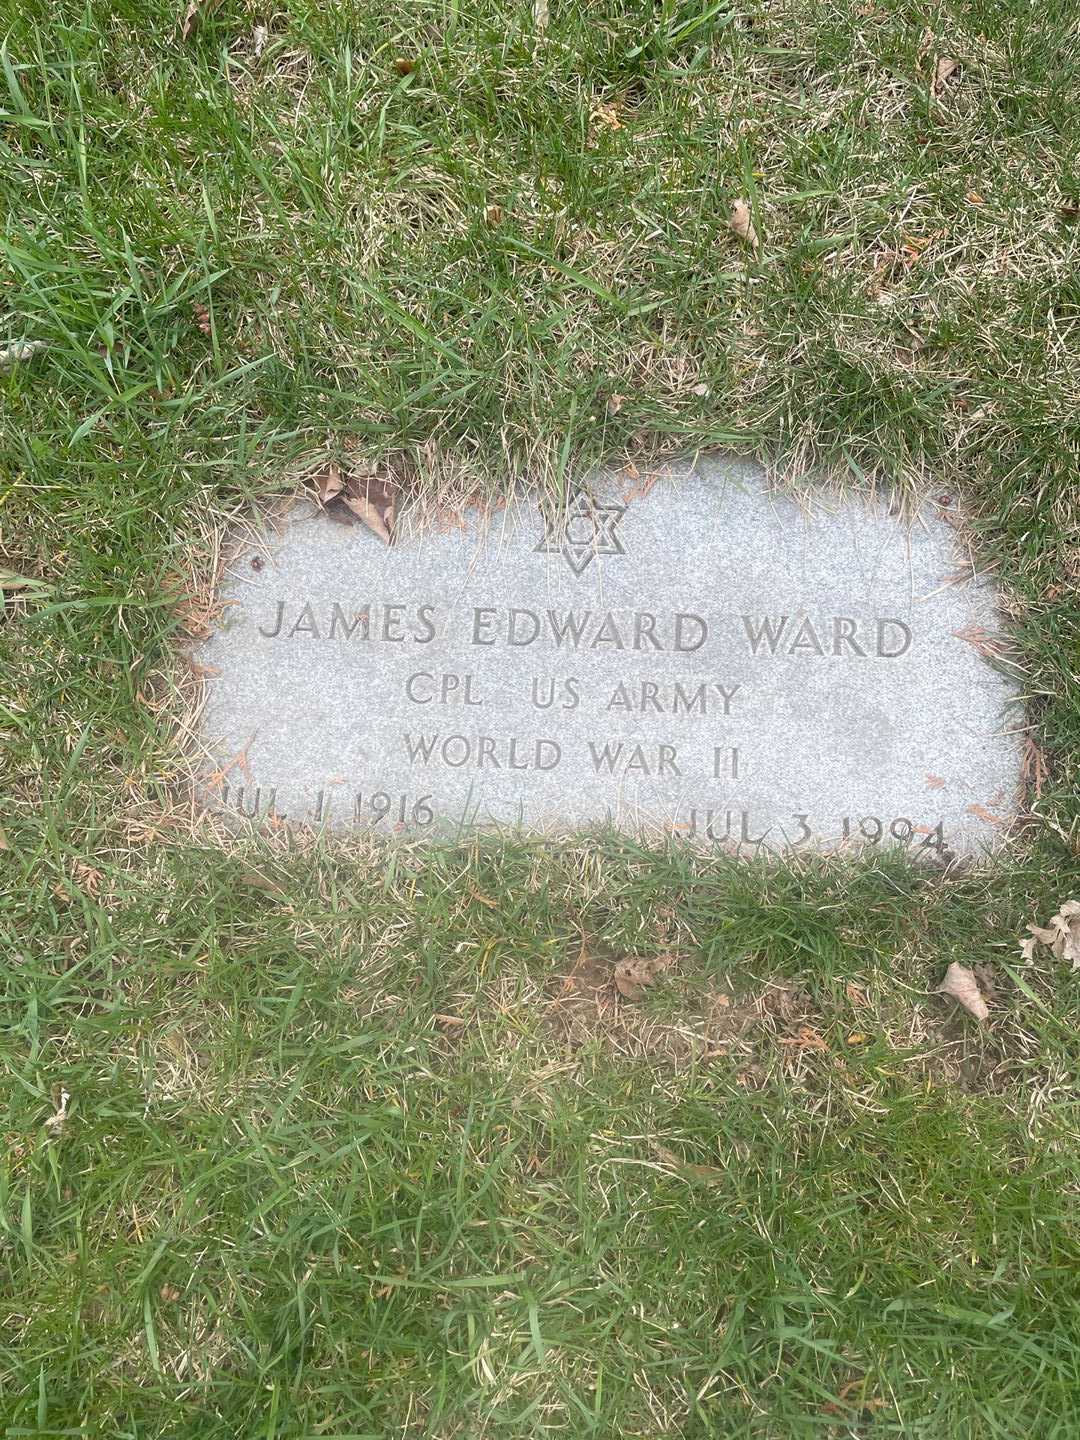 JAMES EDWARD WARD
CPL US ARMY
WORLD WAR II
JUL 1 1916 JUL 3 1994